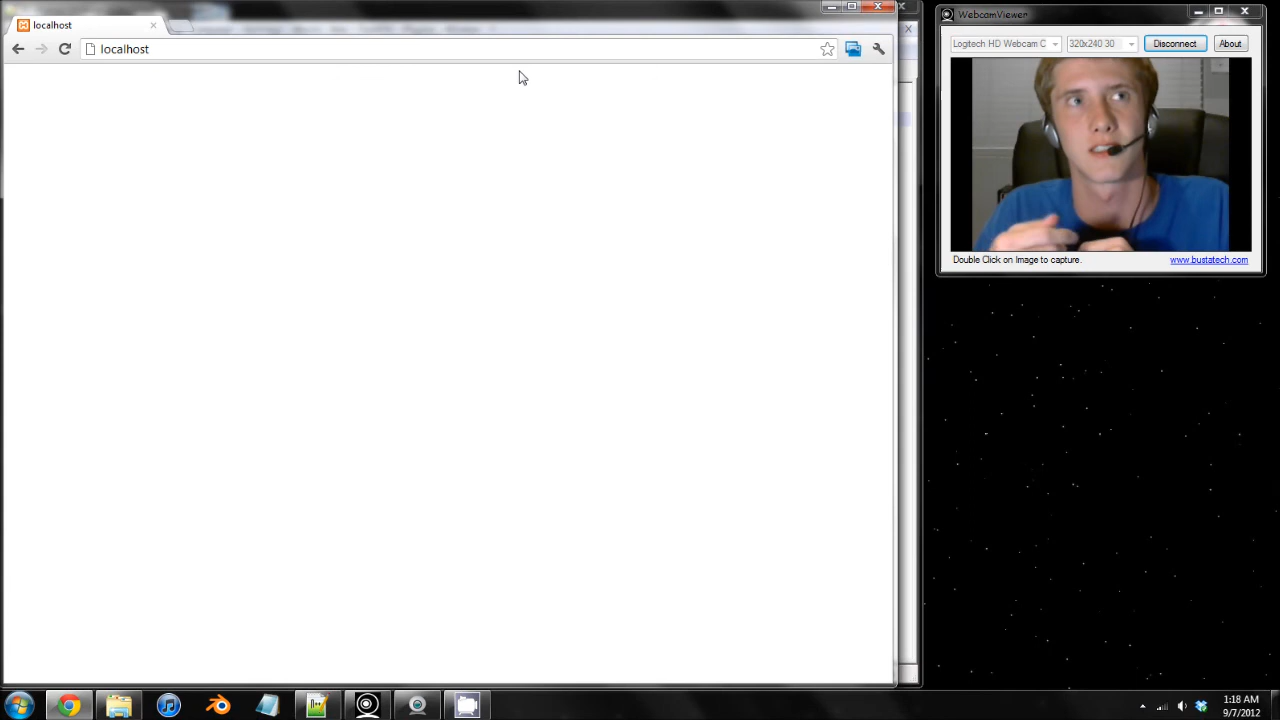 localhost
localhost
WebcamViewer
Logitech HD Webcam C
320x240 30
Disconnect
About
Double Click on Image to capture.
www.bustatech.com
1:18 AM
9/7/2012